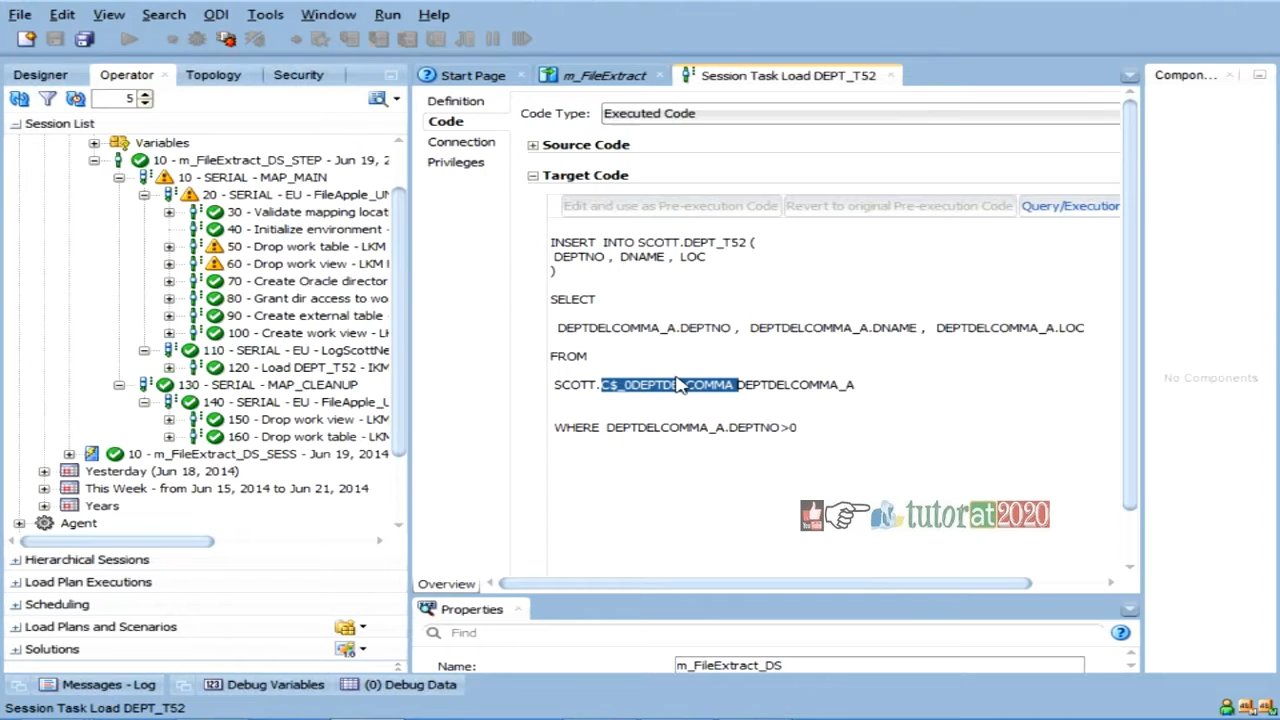 File Edit View Search ODI Tools Window Run Help
Designer Operator Topology Security
5
Session List
Variables
10 - m_FileExtract_DS_STEP - Jun 19, 2
10 - SERIAL - MAP_MAIN
20 - SERIAL - EU - FileApple_UN
30 - Validate mapping locat
40 - Initialize environment -
50 - Drop work table - LKM
60 - Drop work view - LKM
70 - Create Oracle director
80 - Grant dir access to wo
90 - Create external table
100 - Create work view - LK
110 - SERIAL - EU - LogScottNe
120 - Load DEPT_T52 - IKM
130 - SERIAL - MAP_CLEANUP
140 - SERIAL - EU - FileApple_U
150 - Drop work view - LKM
160 - Drop work table - LKM
10 - m_FileExtract_DS_SESS - Jun 19, 2014
Yesterday (Jun 18, 2014)
This Week - from Jun 15, 2014 to Jun 21, 2014
Years
Agent
Hierarchical Sessions
Load Plan Executions
Scheduling
Load Plans and Scenarios
Solutions
Start Page m_FileExtract Session Task Load DEPT_T52
Definition
Code
Connection
Privileges
Code Type: Executed Code
Source Code
Target Code
Edit and use as Pre-execution Code Revert to original Pre-execution Code Query/Execution
INSERT INTO SCOTT.DEPT_T52 (
DEPTNO , DNAME , LOC
)
SELECT
DEPTDELCOMMA_A.DEPTNO , DEPTDELCOMMA_A.DNAME , DEPTDELCOMMA_A.LOC
FROM
SCOTT.C$_0DEPTDELCOMMA DEPTDELCOMMA_A
WHERE DEPTDELCOMMA_A.DEPTNO>0
tutorat2020
Overview
Properties
Find
Name: m_FileExtract_DS
Compon...
No Components
Messages - Log Debug Variables (0) Debug Data
Session Task Load DEPT_T52